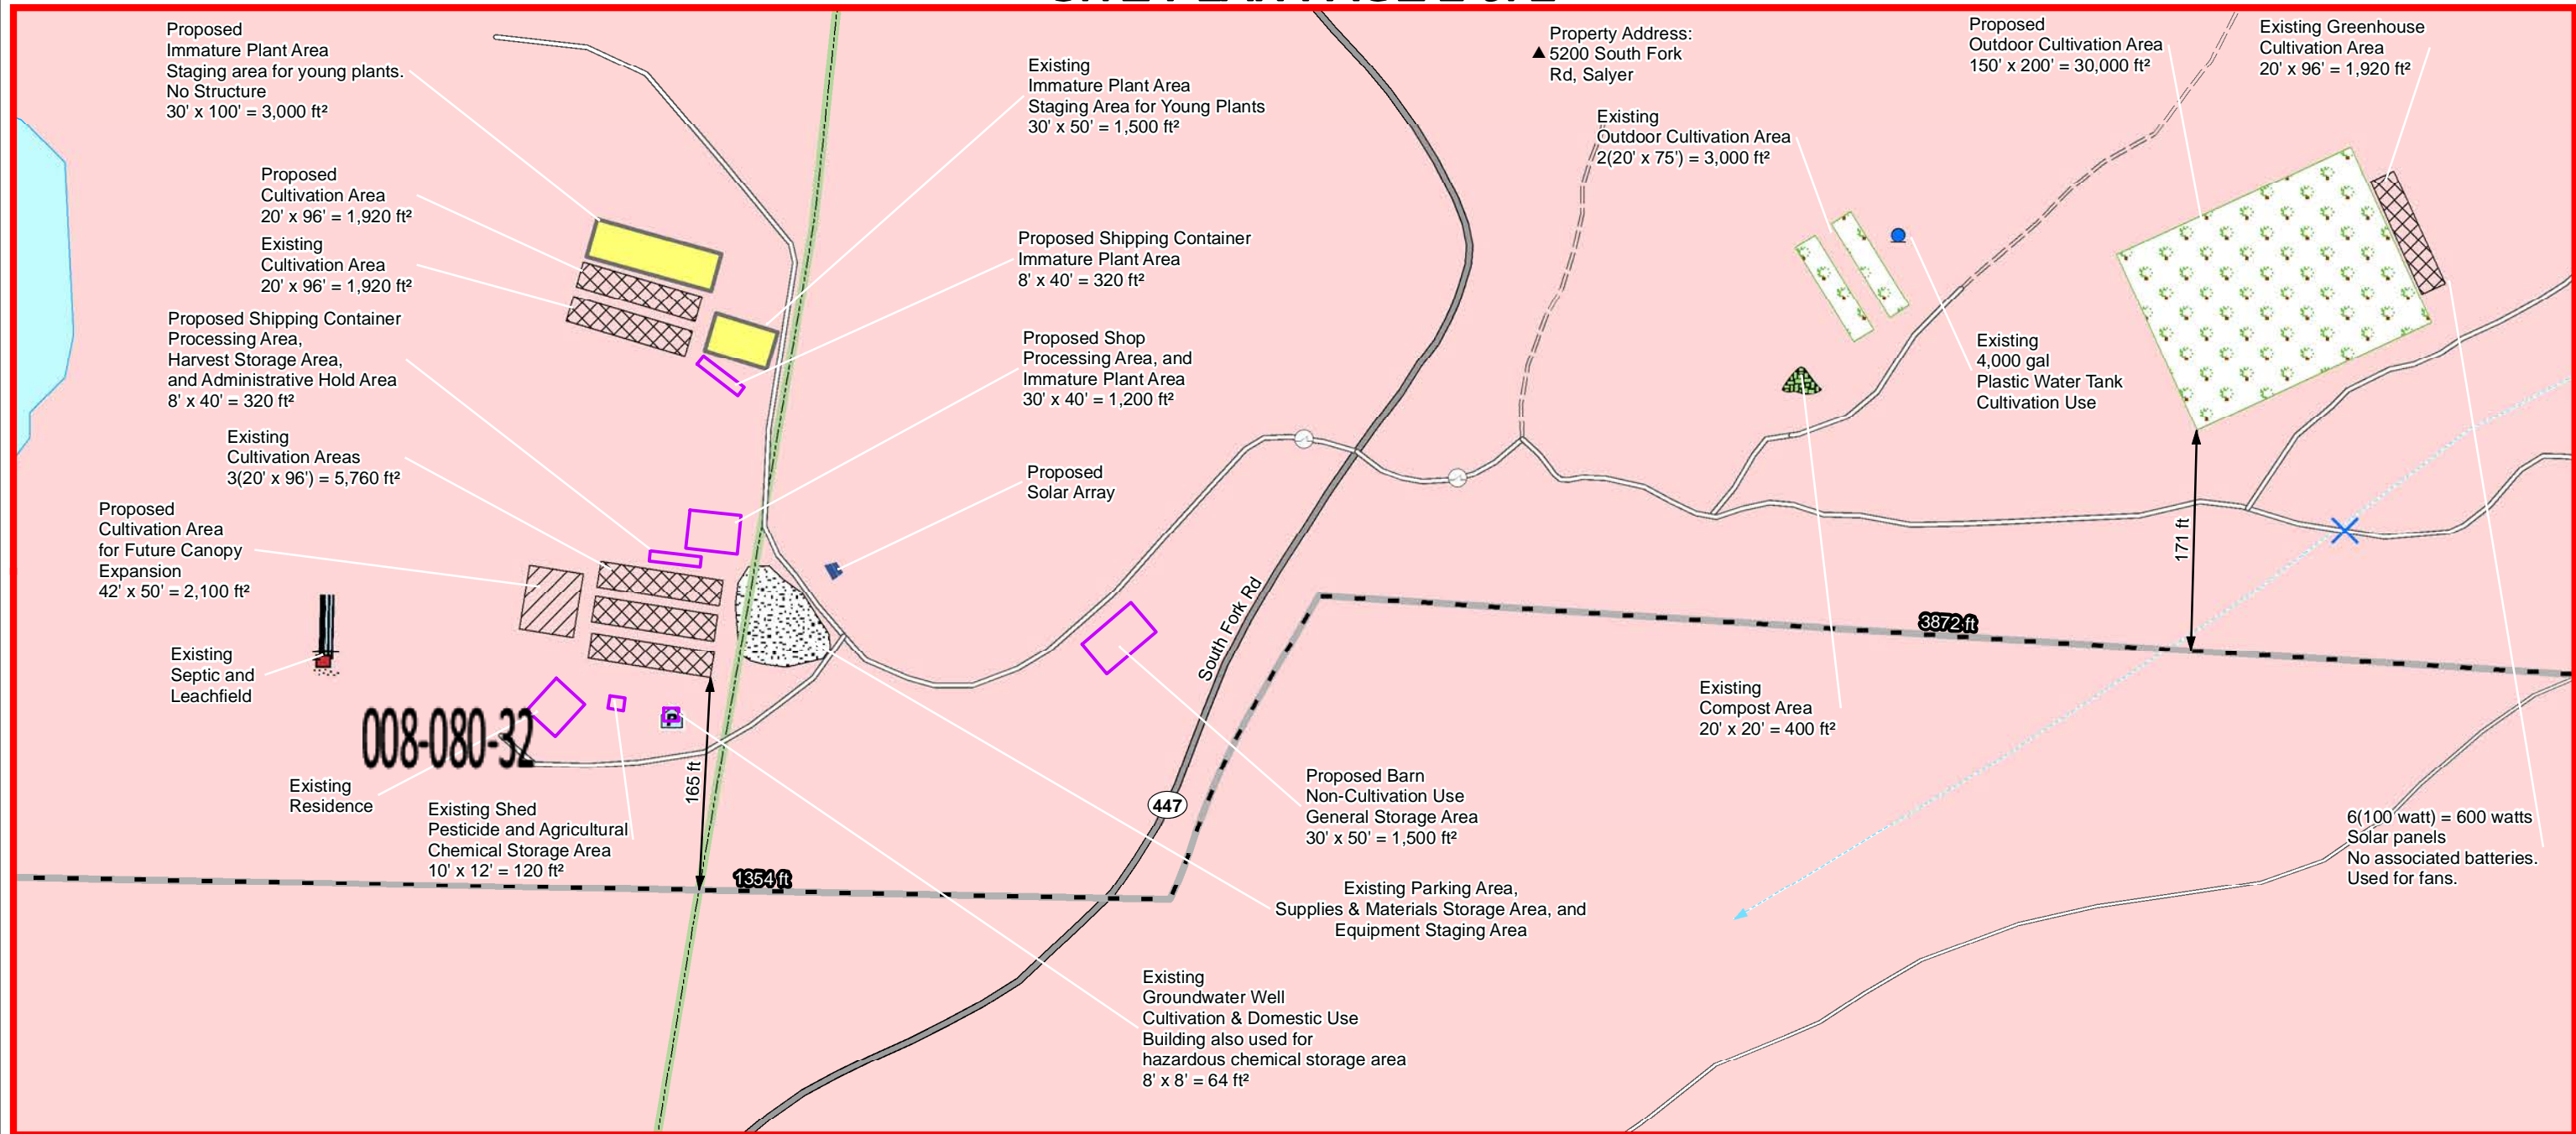 Proposed
Immature Plant Area
Staging area for young plants.
No Structure
30' x 100' = 3,000 ft²
Existing
Immature Plant Area
Staging Area for Young Plants
30' x 50' = 1,500 ft²
Property Address:
5200 South Fork
Rd, Salyer
Proposed
Outdoor Cultivation Area
150' x 200' = 30,000 ft²
Existing Greenhouse
Cultivation Area
20' x 96' = 1,920 ft²
Existing
Outdoor Cultivation Area
2(20' x 75') = 3,000 ft²
Proposed
Cultivation Area
20' x 96' = 1,920 ft²
Existing
Cultivation Area
20' x 96' = 1,920 ft²
Proposed Shipping Container
Immature Plant Area
8' x 40' = 320 ft²
Proposed Shipping Container
Processing Area,
Harvest Storage Area,
and Administrative Hold Area
8' x 40' = 320 ft²
Proposed Shop
Processing Area, and
Immature Plant Area
30' x 40' = 1,200 ft²
Existing
4,000 gal
Plastic Water Tank
Cultivation Use
Existing
Cultivation Areas
3(20' x 96') = 5,760 ft²
Proposed
Solar Array
Proposed
Cultivation Area
for Future Canopy
Expansion
42' x 50' = 2,100 ft²
171 ft
South Fork Rd
3872 ft
Existing
Septic and
Leachfield
008-080-32
Existing
Compost Area
20' x 20' = 400 ft²
165 ft
447
Existing
Residence
Existing Shed
Pesticide and Agricultural
Chemical Storage Area
10' x 12' = 120 ft²
Proposed Barn
Non-Cultivation Use
General Storage Area
30' x 50' = 1,500 ft²
6(100 watt) = 600 watts
Solar panels
No associated batteries.
Used for fans.
1354 ft
Existing Parking Area,
Supplies & Materials Storage Area, and
Equipment Staging Area
Existing
Groundwater Well
Cultivation & Domestic Use
Building also used for
hazardous chemical storage area
8' x 8' = 64 ft²